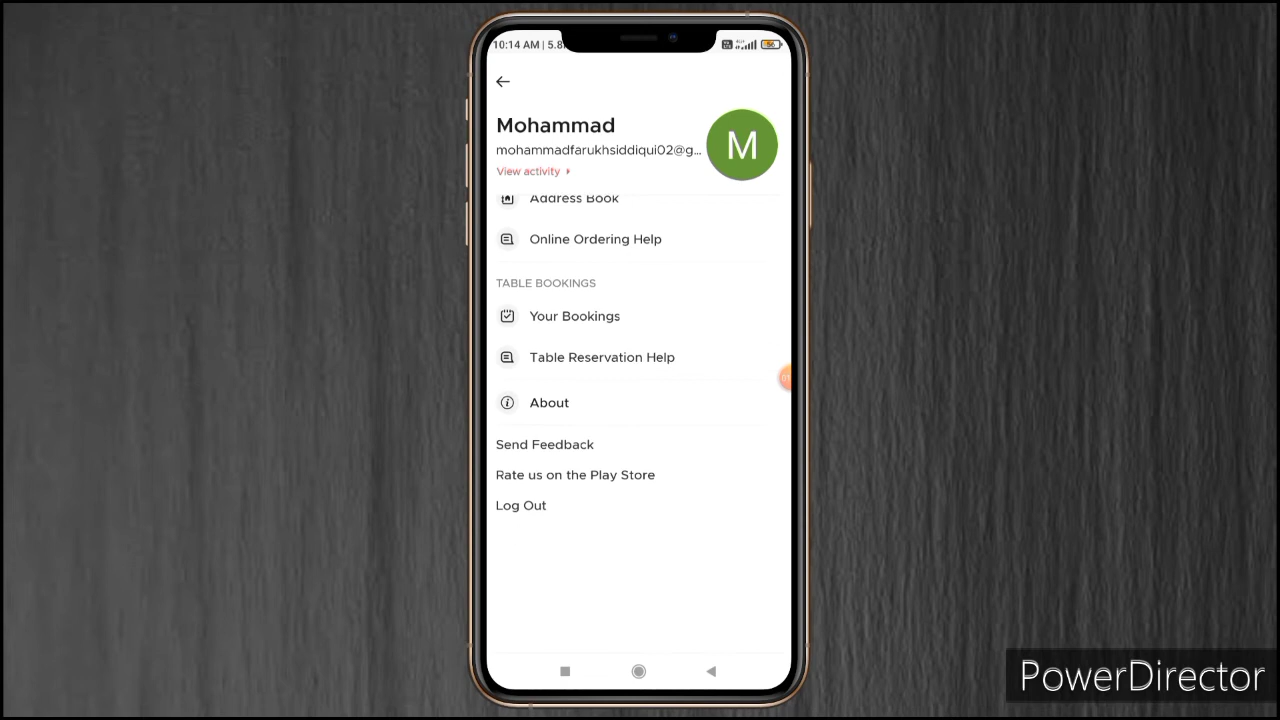 10:14 AM | 5.8
Mohammad
M
mohammadfarukhsiddiqui02@g...
View activity
Address Book
Online Ordering Help
TABLE BOOKINGS
Your Bookings
Table Reservation Help
About
Send Feedback
Rate us on the Play Store
Log Out
PowerDirector